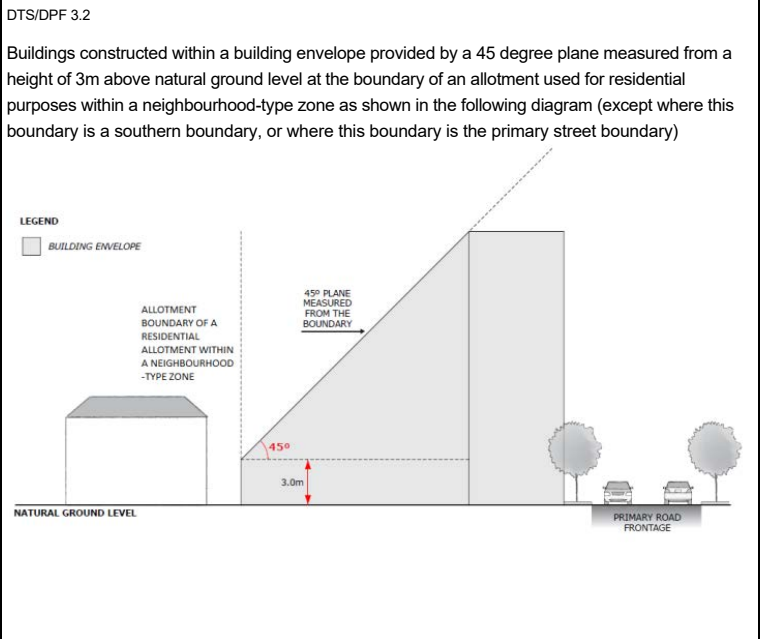 DTS/DPF 3.2
Buildings constructed within a building envelope provided by a 45 degree plane measured from a
height of 3m above natural ground level at the boundary of an allotment used for residential
purposes within a neighbourhood-type zone as shown in the following diagram (except where this
boundary is a southern boundary, or where this boundary is the primary street boundary)
LEGEND
BUILDING ENVELOPE
ALLOTMENT
BOUNDARY OF A
RESIDENTIAL
ALLOTMENT WITHIN
A NEIGHBOURHOOD
-TYPE ZONE
45º PLANE
MEASURED
FROM THE
BOUNDARY
45º
3.0m
NATURAL GROUND LEVEL
PRIMARY ROAD
FRONTAGE